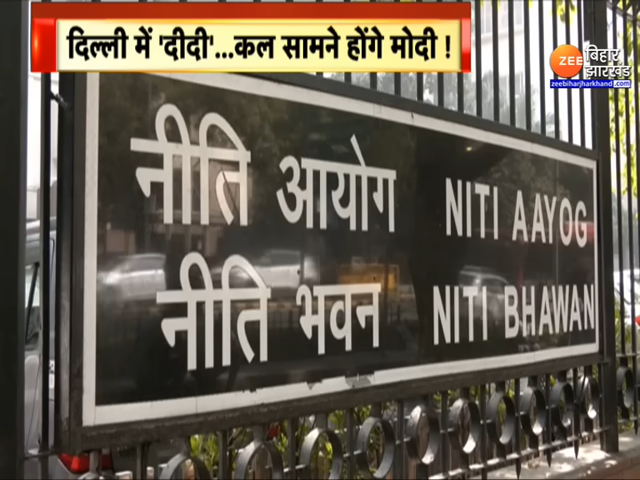 दिल्ली में 'दीदी'...कल सामने होंगे मोदी !
ZEE बिहार झारखंड
zeebiharjharkhand.com
नीति आयोग NITI AAYOG
नीति भवन NITI BHAWAN